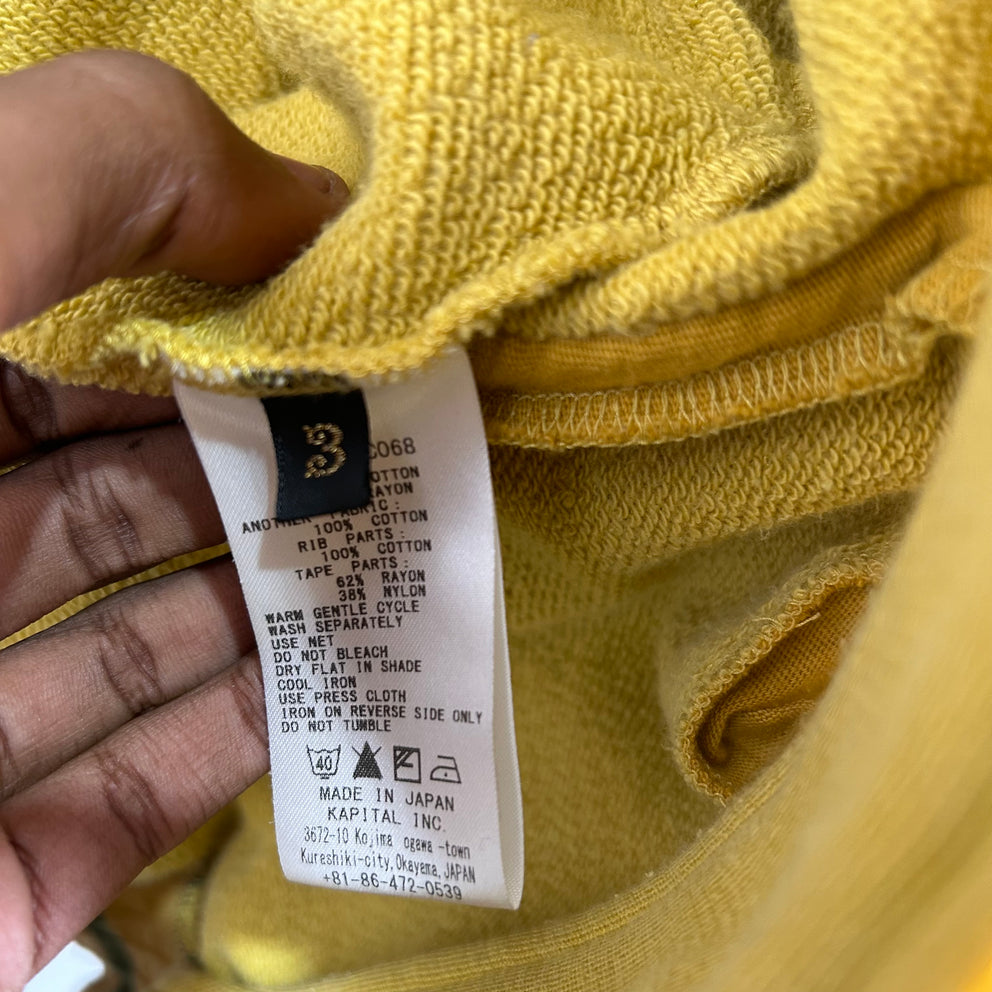 3
C068
COTTON
RAYON
ANOTHER FABRIC :
100% COTTON
RIB PARTS :
100% COTTON
TAPE PARTS :
62% RAYON
38% NYLON
WARM GENTLE CYCLE
WASH SEPARATELY
USE NET
DO NOT BLEACH
DRY FLAT IN SHADE
COOL IRON
USE PRESS CLOTH
IRON ON REVERSE SIDE ONLY
DO NOT TUMBLE
40
MADE IN JAPAN
KAPITAL INC.
3672-10 Kojima ogawa-town
Kurashiki-city, Okayama, JAPAN
+81-86-472-0539